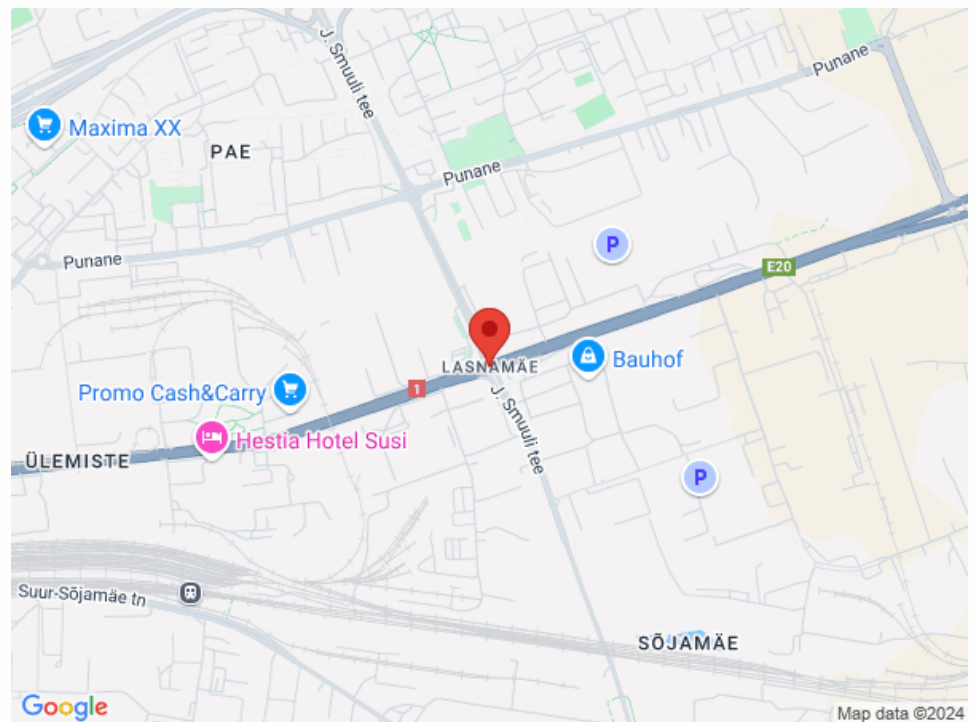 J. Smuuli tee
Punane
Maxima XX
PAE
Punane
P
Punane
E20
LASNAMÄE
Bauhof
1
Promo Cash&Carry
J. Smuuli tee
Hestia Hotel Susi
ÜLEMISTE
P
Suur-Sõjamäe tn
SÕJAMÄE
Google
Map data ©2024